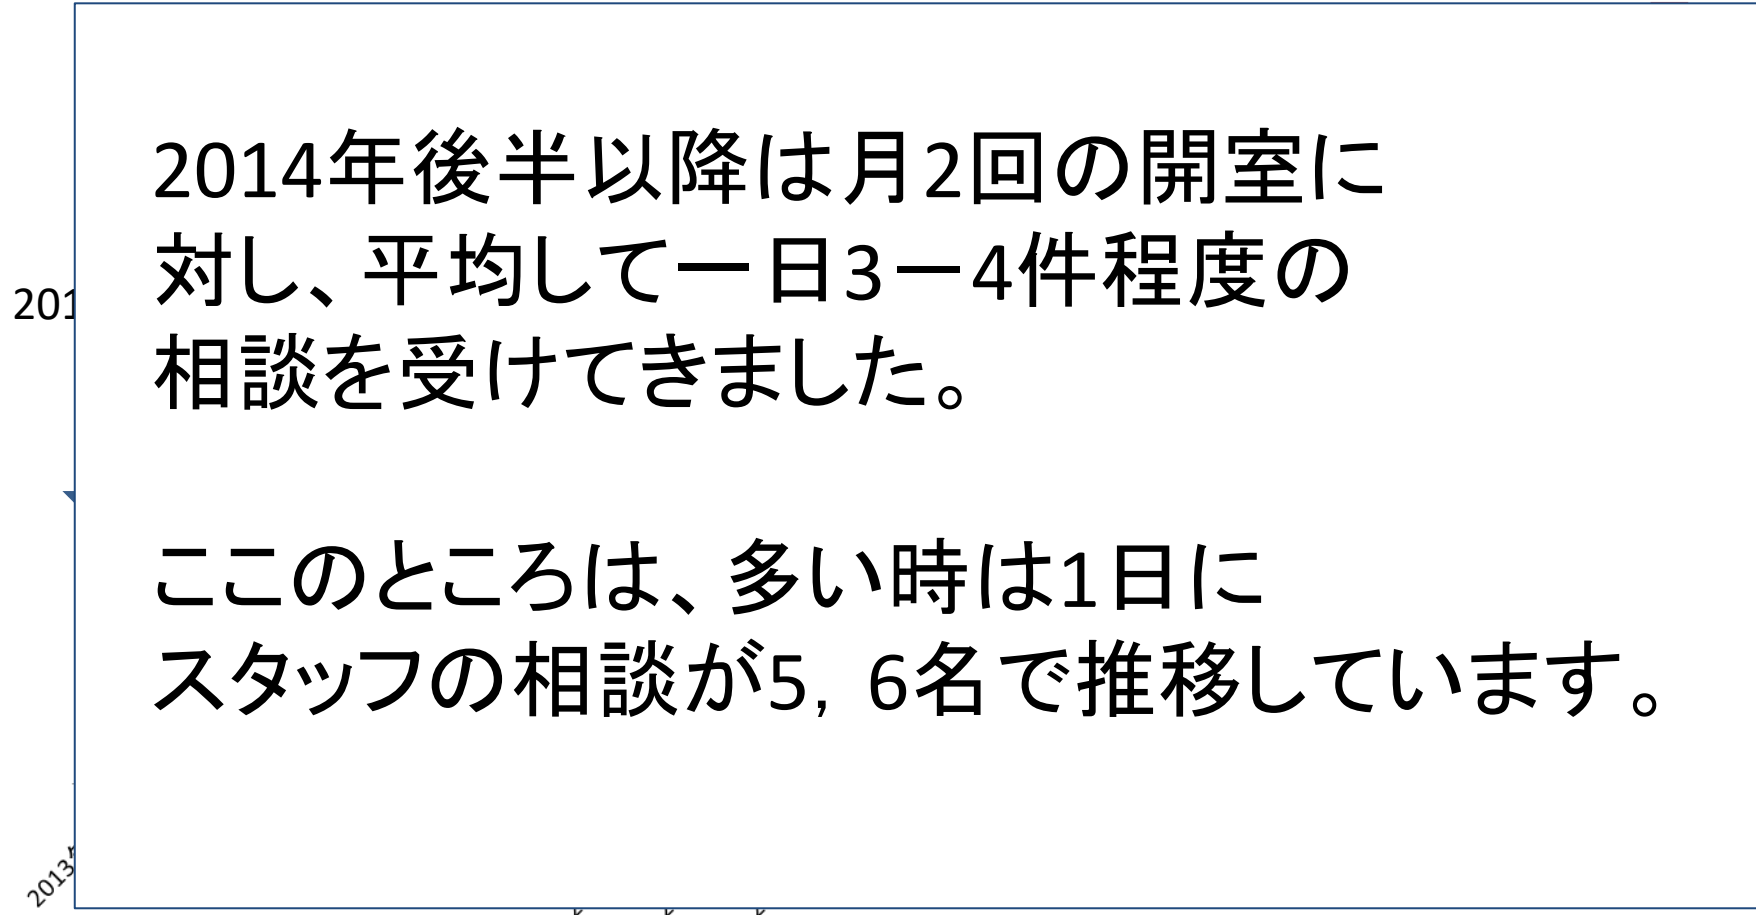 2014年後半以降は月2回の開室に
対し、平均して一日3－4件程度の
相談を受けてきました。
ここのところは、多い時は1日に
スタッフの相談が5，6名で推移しています。
201
2013